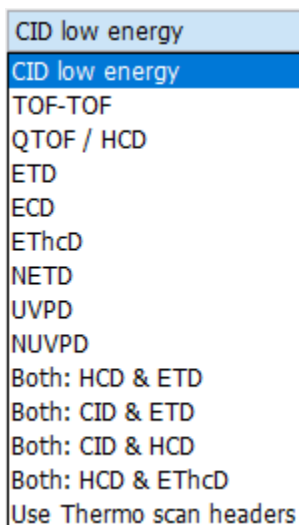 CID low energy
CID low energy
TOF-TOF
QTOF / HCD
ETD
ECD
EThcD
NETD
UVPD
NUVPD
Both: HCD & ETD
Both: CID & ETD
Both: CID & HCD
Both: HCD & EThcD
Use Thermo scan headers